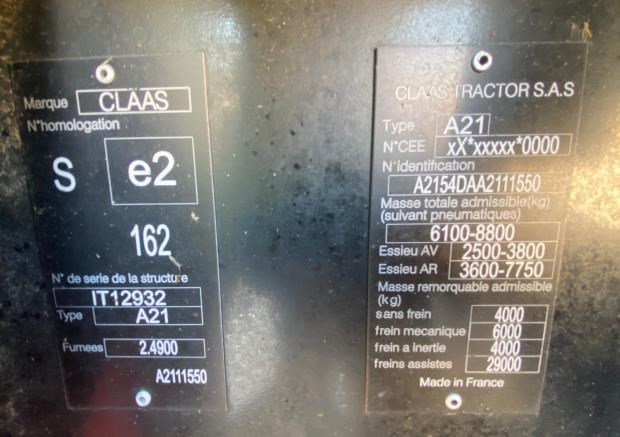 Marque CLAAS
N°homologation
S e2
162
N° de serie de la structure
IT12932
Type A21
Fumees 2.4900
A2111550
CLAAS TRACTOR S.A.S
Type A21
N°CEE xX*xxxxx*0000
N°identification
A2154DAA2111550
Masse totale admissible(kg)
(suivant pneumatiques)
6100-8800
Essieu AV 2500-3800
Essieu AR 3600-7750
Masse remorquable admissible
(kg)
sans frein 4000
frein mecanique 6000
frein a inertie 4000
freins assistes 29000
Made in France